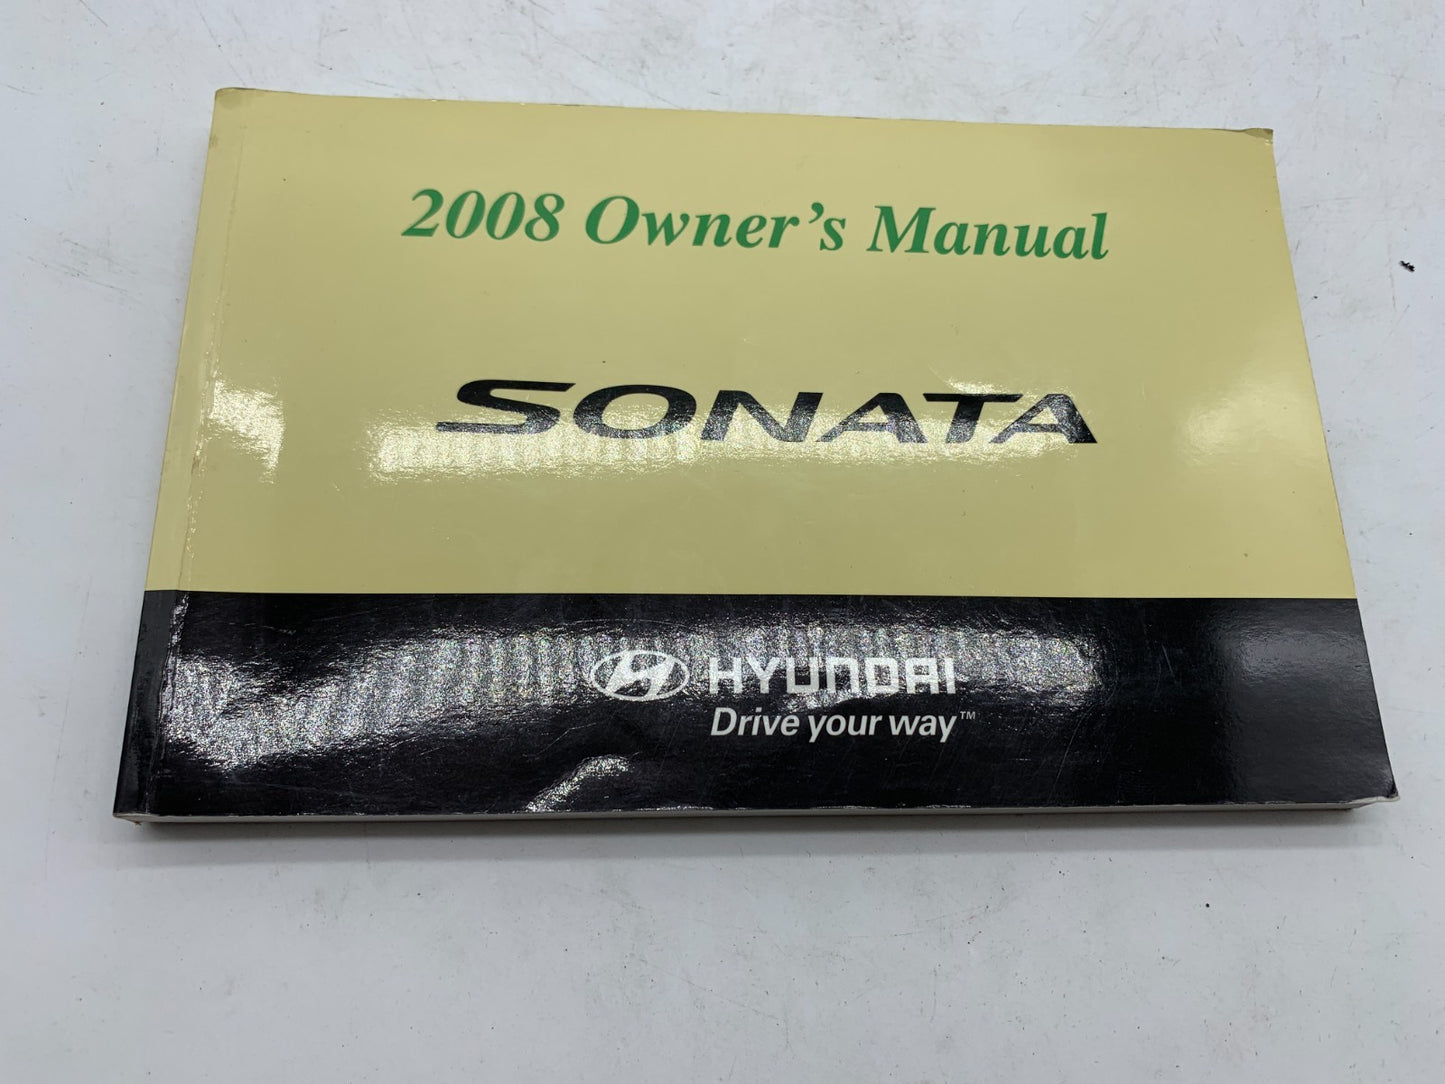 2008 Owner's Manual
SONATA
HYUNDAI
Drive your way™